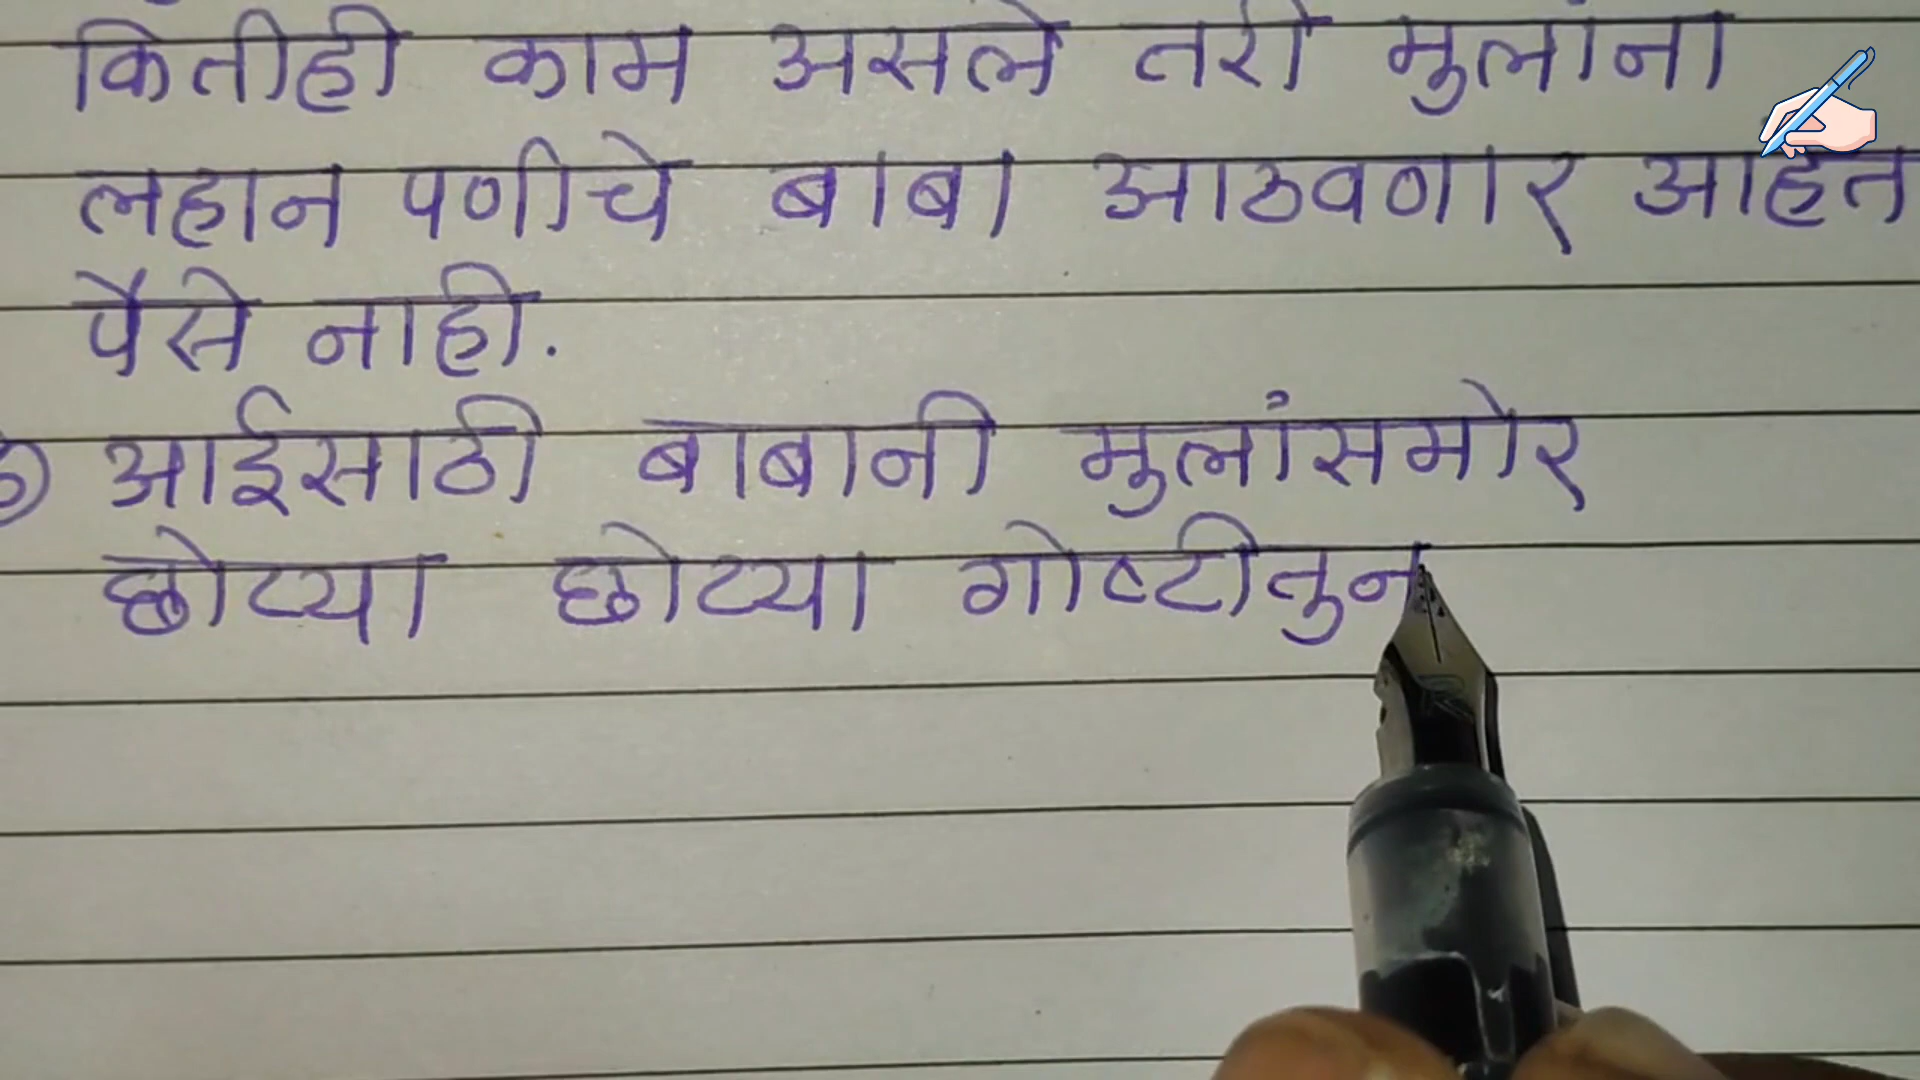 कितीही काम असले तरी मुलांना
लहान पणीचे बाबा आठवणार आहेत
पैसे नाही.
आईसाठी बाबानी मुलांसमोर
छोट्या छोट्या गोष्टीतुन